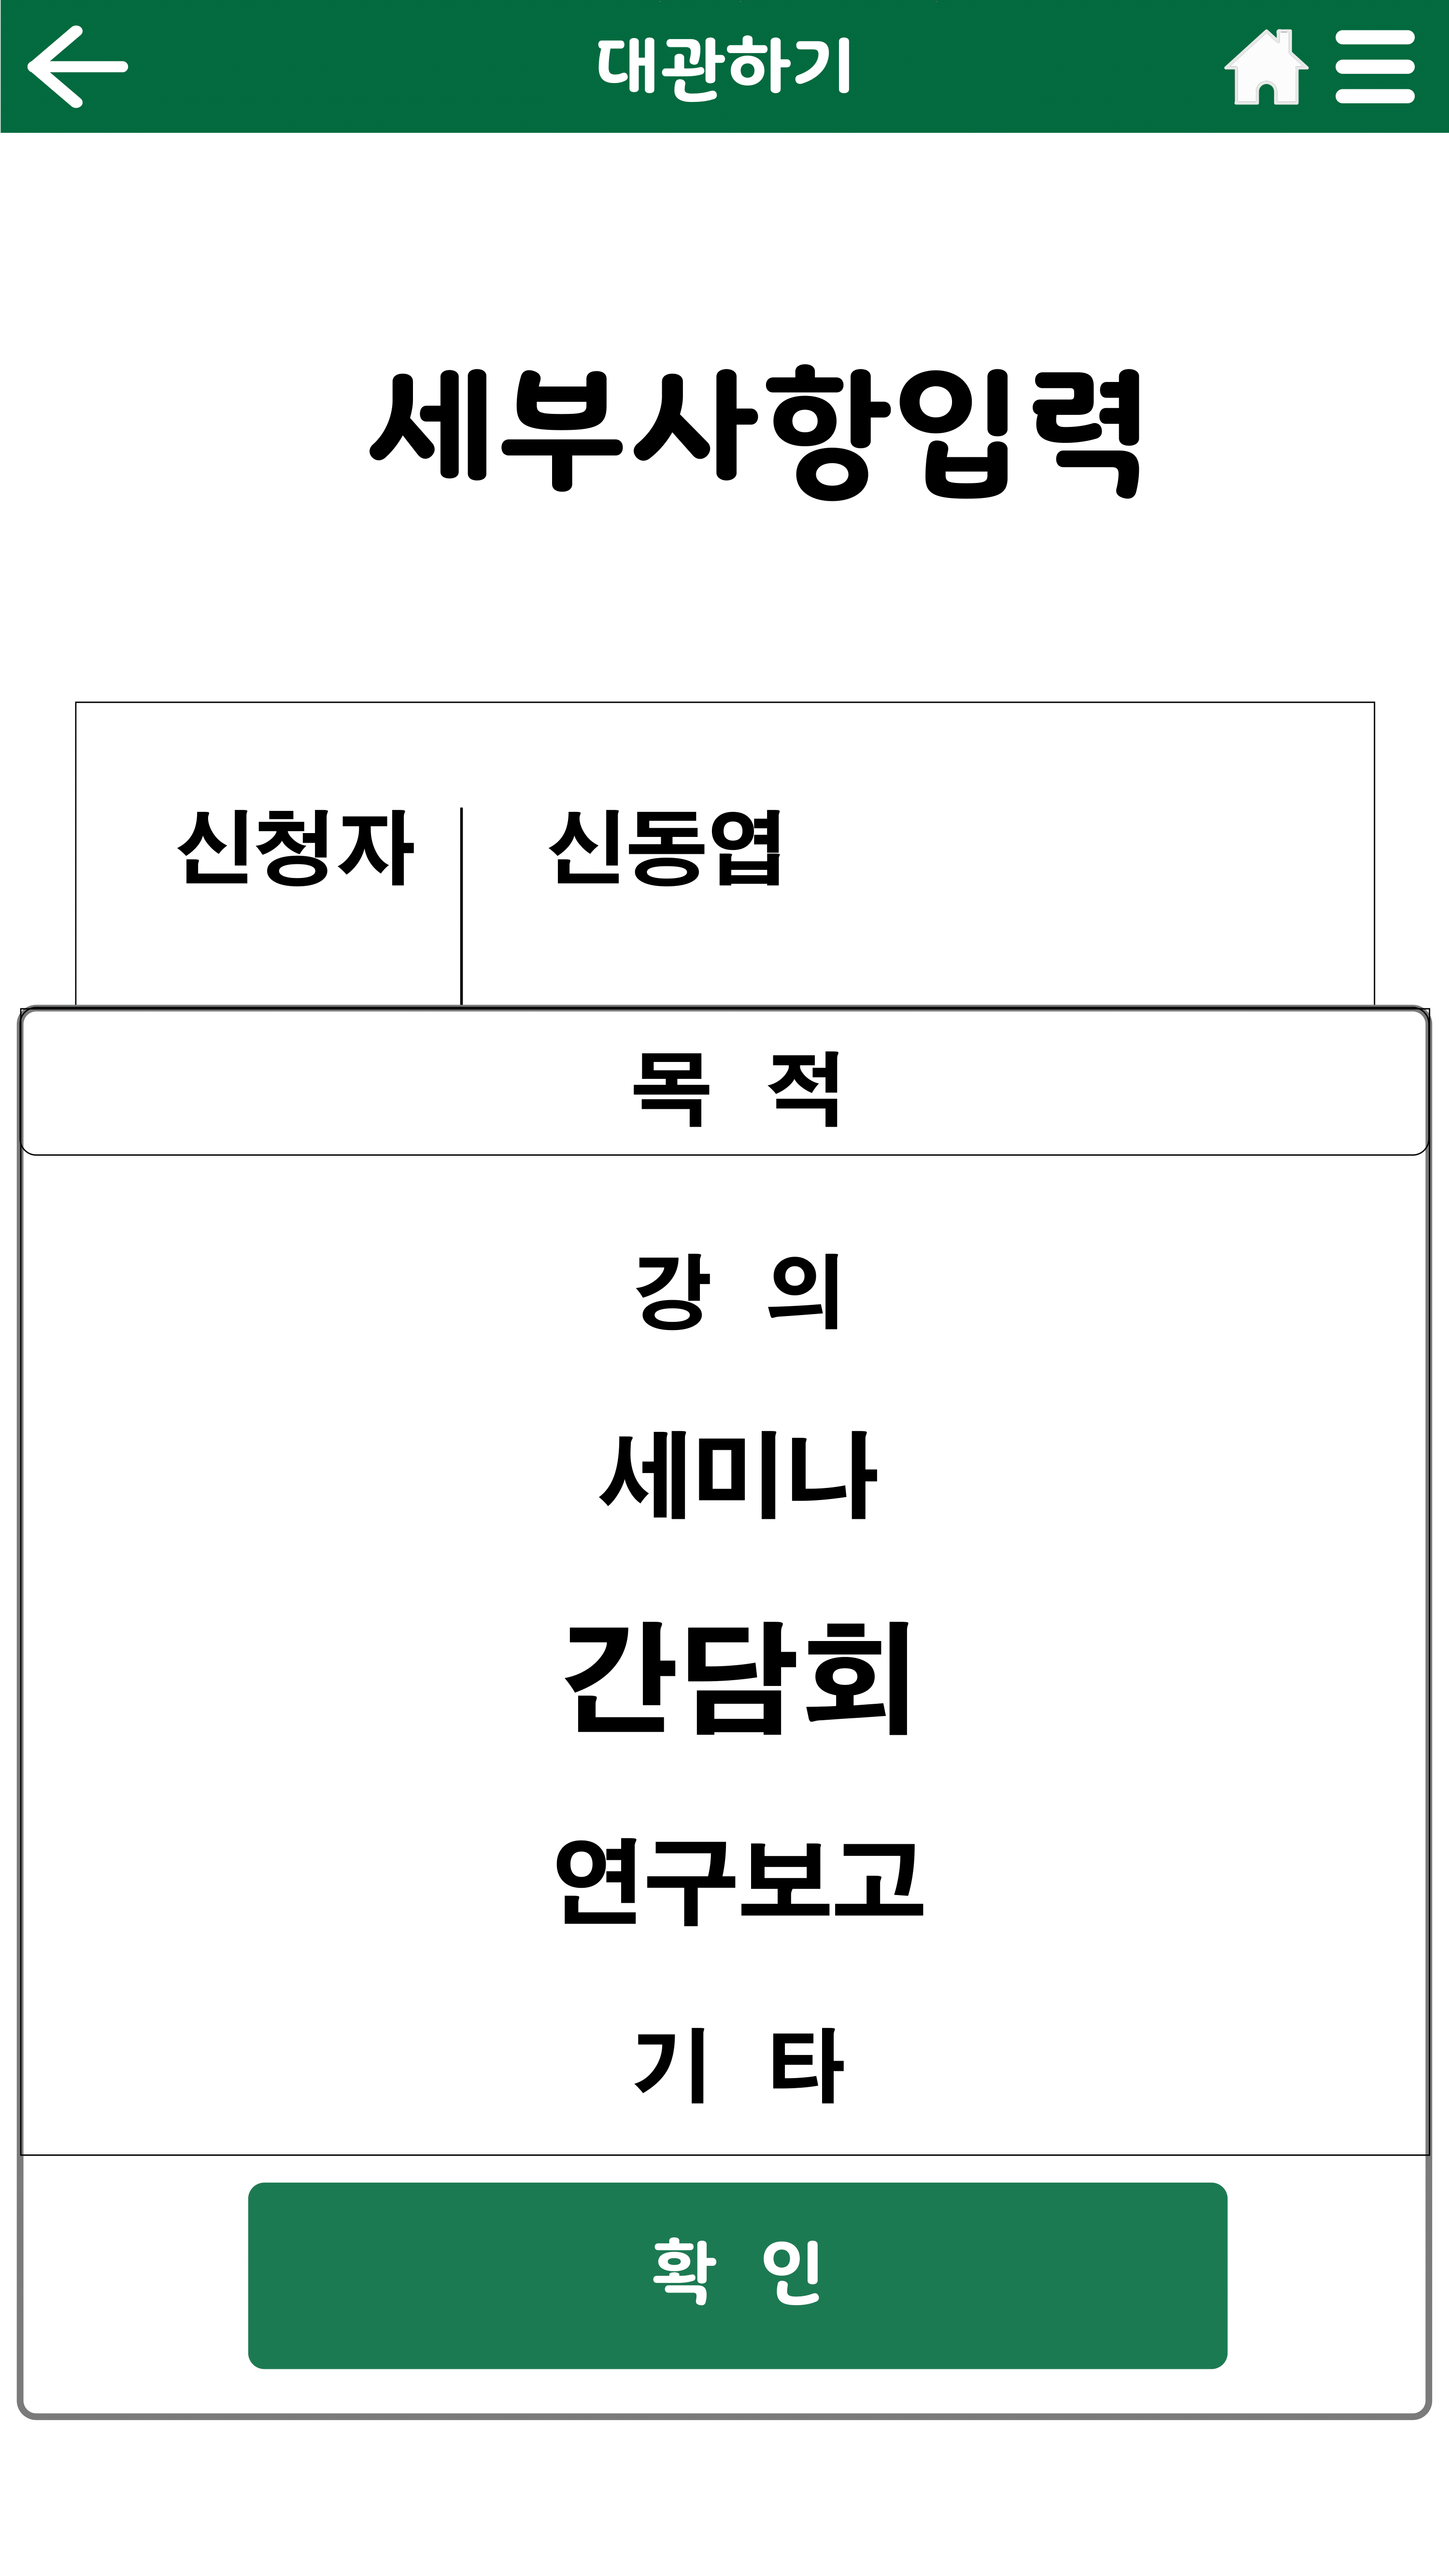 대관하기
세부사항입력
신청자 신동엽
목 적
강 의
세미나
간담회
연구보고
기 타
확 인